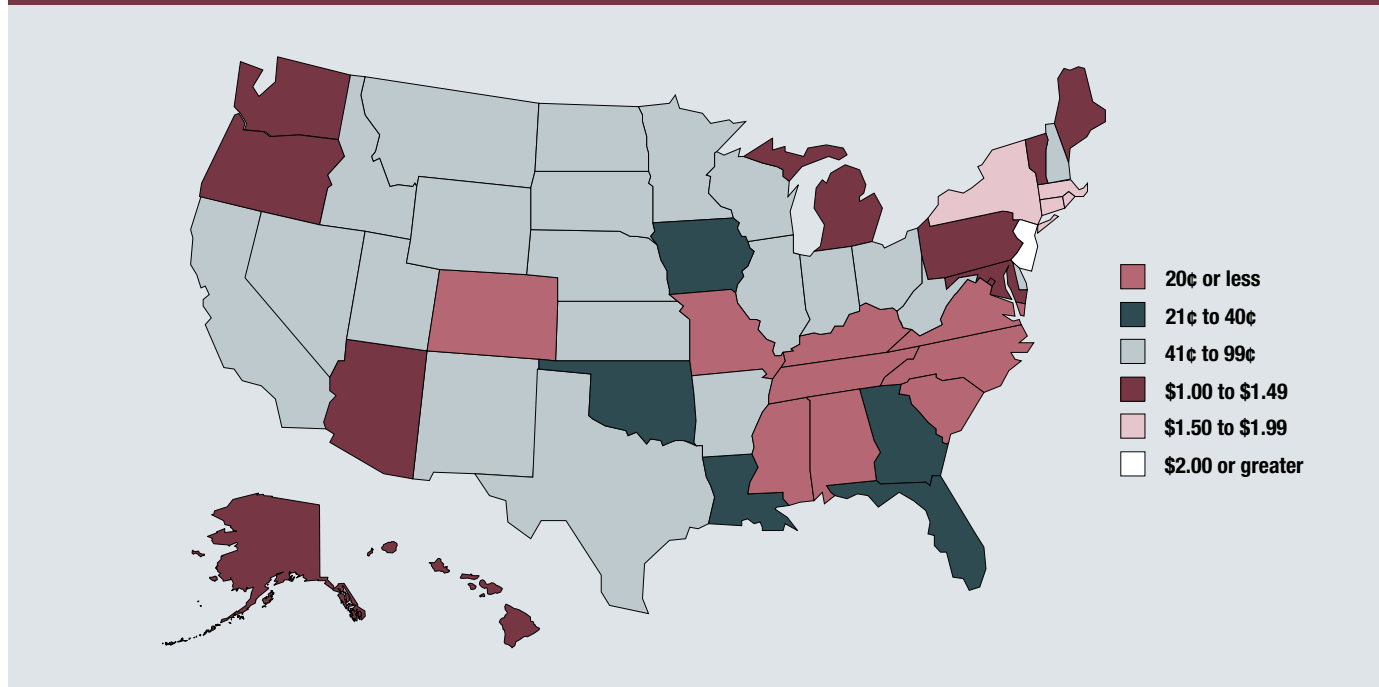 20¢ or less
21¢ to 40¢
41¢ to 99¢
$1.00 to $1.49
$1.50 to $1.99
$2.00 or greater